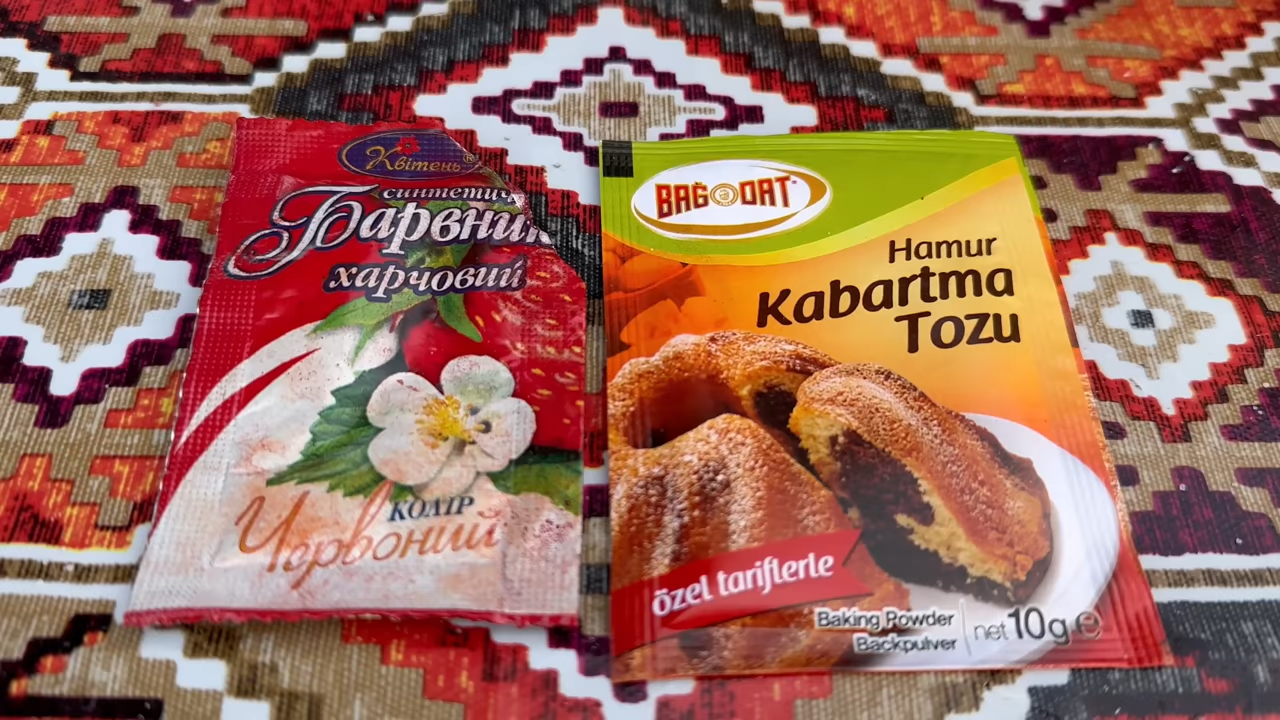 Квітень®
синтетич
Барвник
харчовий
КОЛІР
Червоний
BAĞDAT
Hamur
Kabartma
Tozu
özel tariflerle
Baking Powder
Backpulver
net 10g e